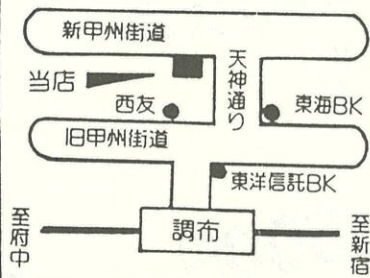 新甲州街道
天神通り
当店
西友
東海BK
旧甲州街道
東洋信託BK
調布
至府中
至新宿